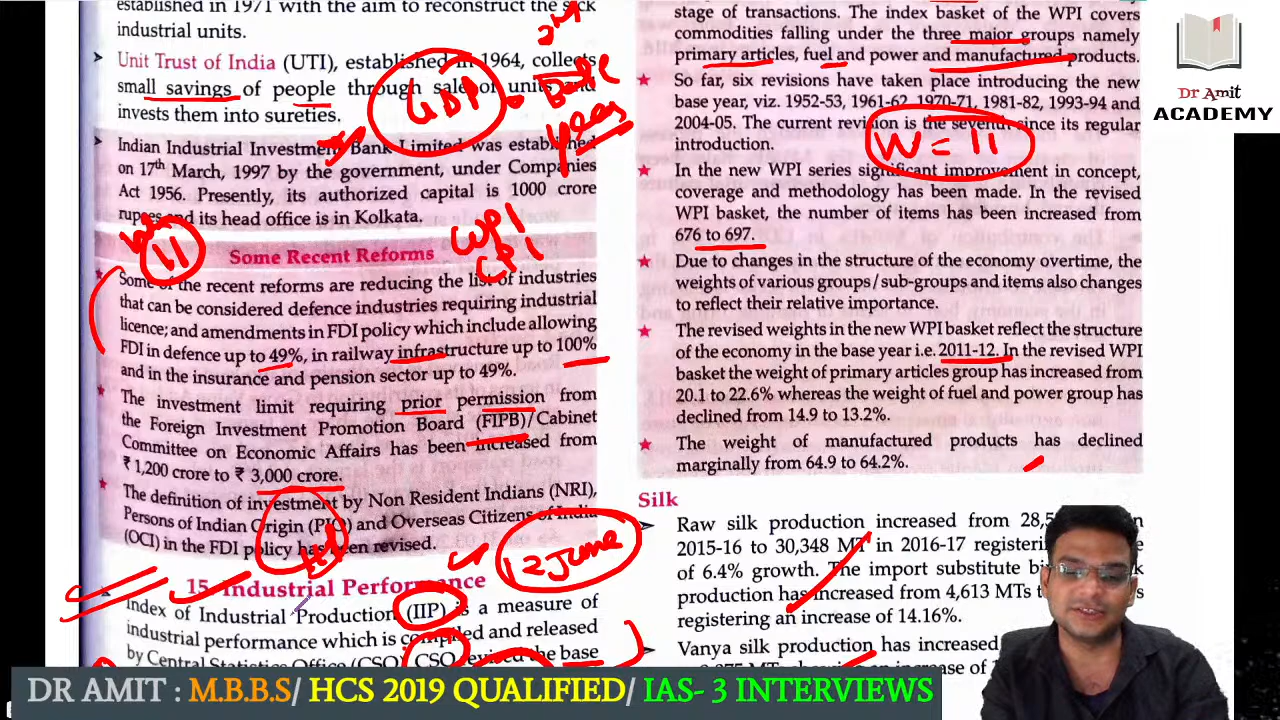 established in 1971 with the aim to reconstruct the sick
industrial units.
Unit Trust of India (UTI), established in 1964, collects
small savings of people through sale of units and
invests them into sureties.
Indian Industrial Investment Bank Limited was established
on 17th March, 1997 by the government, under Companies
Act 1956. Presently, its authorized capital is 1000 crore
rupees and its head office is in Kolkata.
GDP
Base
years
11
WPI
CPI
Some Recent Reforms
Some of the recent reforms are reducing the list of industries
that can be considered defence industries requiring industrial
licence; and amendments in FDI policy which include allowing
FDI in defence up to 49%, in railway infrastructure up to 100%
and in the insurance and pension sector up to 49%.
The investment limit requiring prior permission from
the Foreign Investment Promotion Board (FIPB)/Cabinet
Committee on Economic Affairs has been increased from
₹ 1,200 crore to ₹ 3,000 crore.
The definition of investment by Non Resident Indians (NRI),
Persons of Indian Origin (PIO) and Overseas Citizens of India
(OCI) in the FDI policy has been revised.
12 June
15. Industrial Performance
Index of Industrial Production (IIP) is a measure of
industrial performance which is compiled and released
by Central Statistics Office (CSO). CSO revised the base
stage of transactions. The index basket of the WPI covers
commodities falling under the three major groups namely
primary articles, fuel and power and manufactured products.
So far, six revisions have taken place introducing the new
base year, viz. 1952-53, 1961-62, 1970-71, 1981-82, 1993-94 and
2004-05. The current revision is the seventh since its regular
introduction.
W = 11
In the new WPI series significant improvement in concept,
coverage and methodology has been made. In the revised
WPI basket, the number of items has been increased from
676 to 697.
Due to changes in the structure of the economy overtime, the
weights of various groups/sub-groups and items also changes
to reflect their relative importance.
The revised weights in the new WPI basket reflect the structure
of the economy in the base year i.e. 2011-12. In the revised WPI
basket the weight of primary articles group has increased from
20.1 to 22.6% whereas the weight of fuel and power group has
declined from 14.9 to 13.2%.
The weight of manufactured products has declined
marginally from 64.9 to 64.2%.
Silk
Raw silk production increased from 28,5
2015-16 to 30,348 MT in 2016-17 registeri
of 6.4% growth. The import substitute bi
production has increased from 4,613 MTs t
registering an increase of 14.16%.
Vanya silk production has increased
Dr Amit
ACADEMY
DR AMIT : M.B.B.S/ HCS 2019 QUALIFIED/ IAS- 3 INTERVIEWS